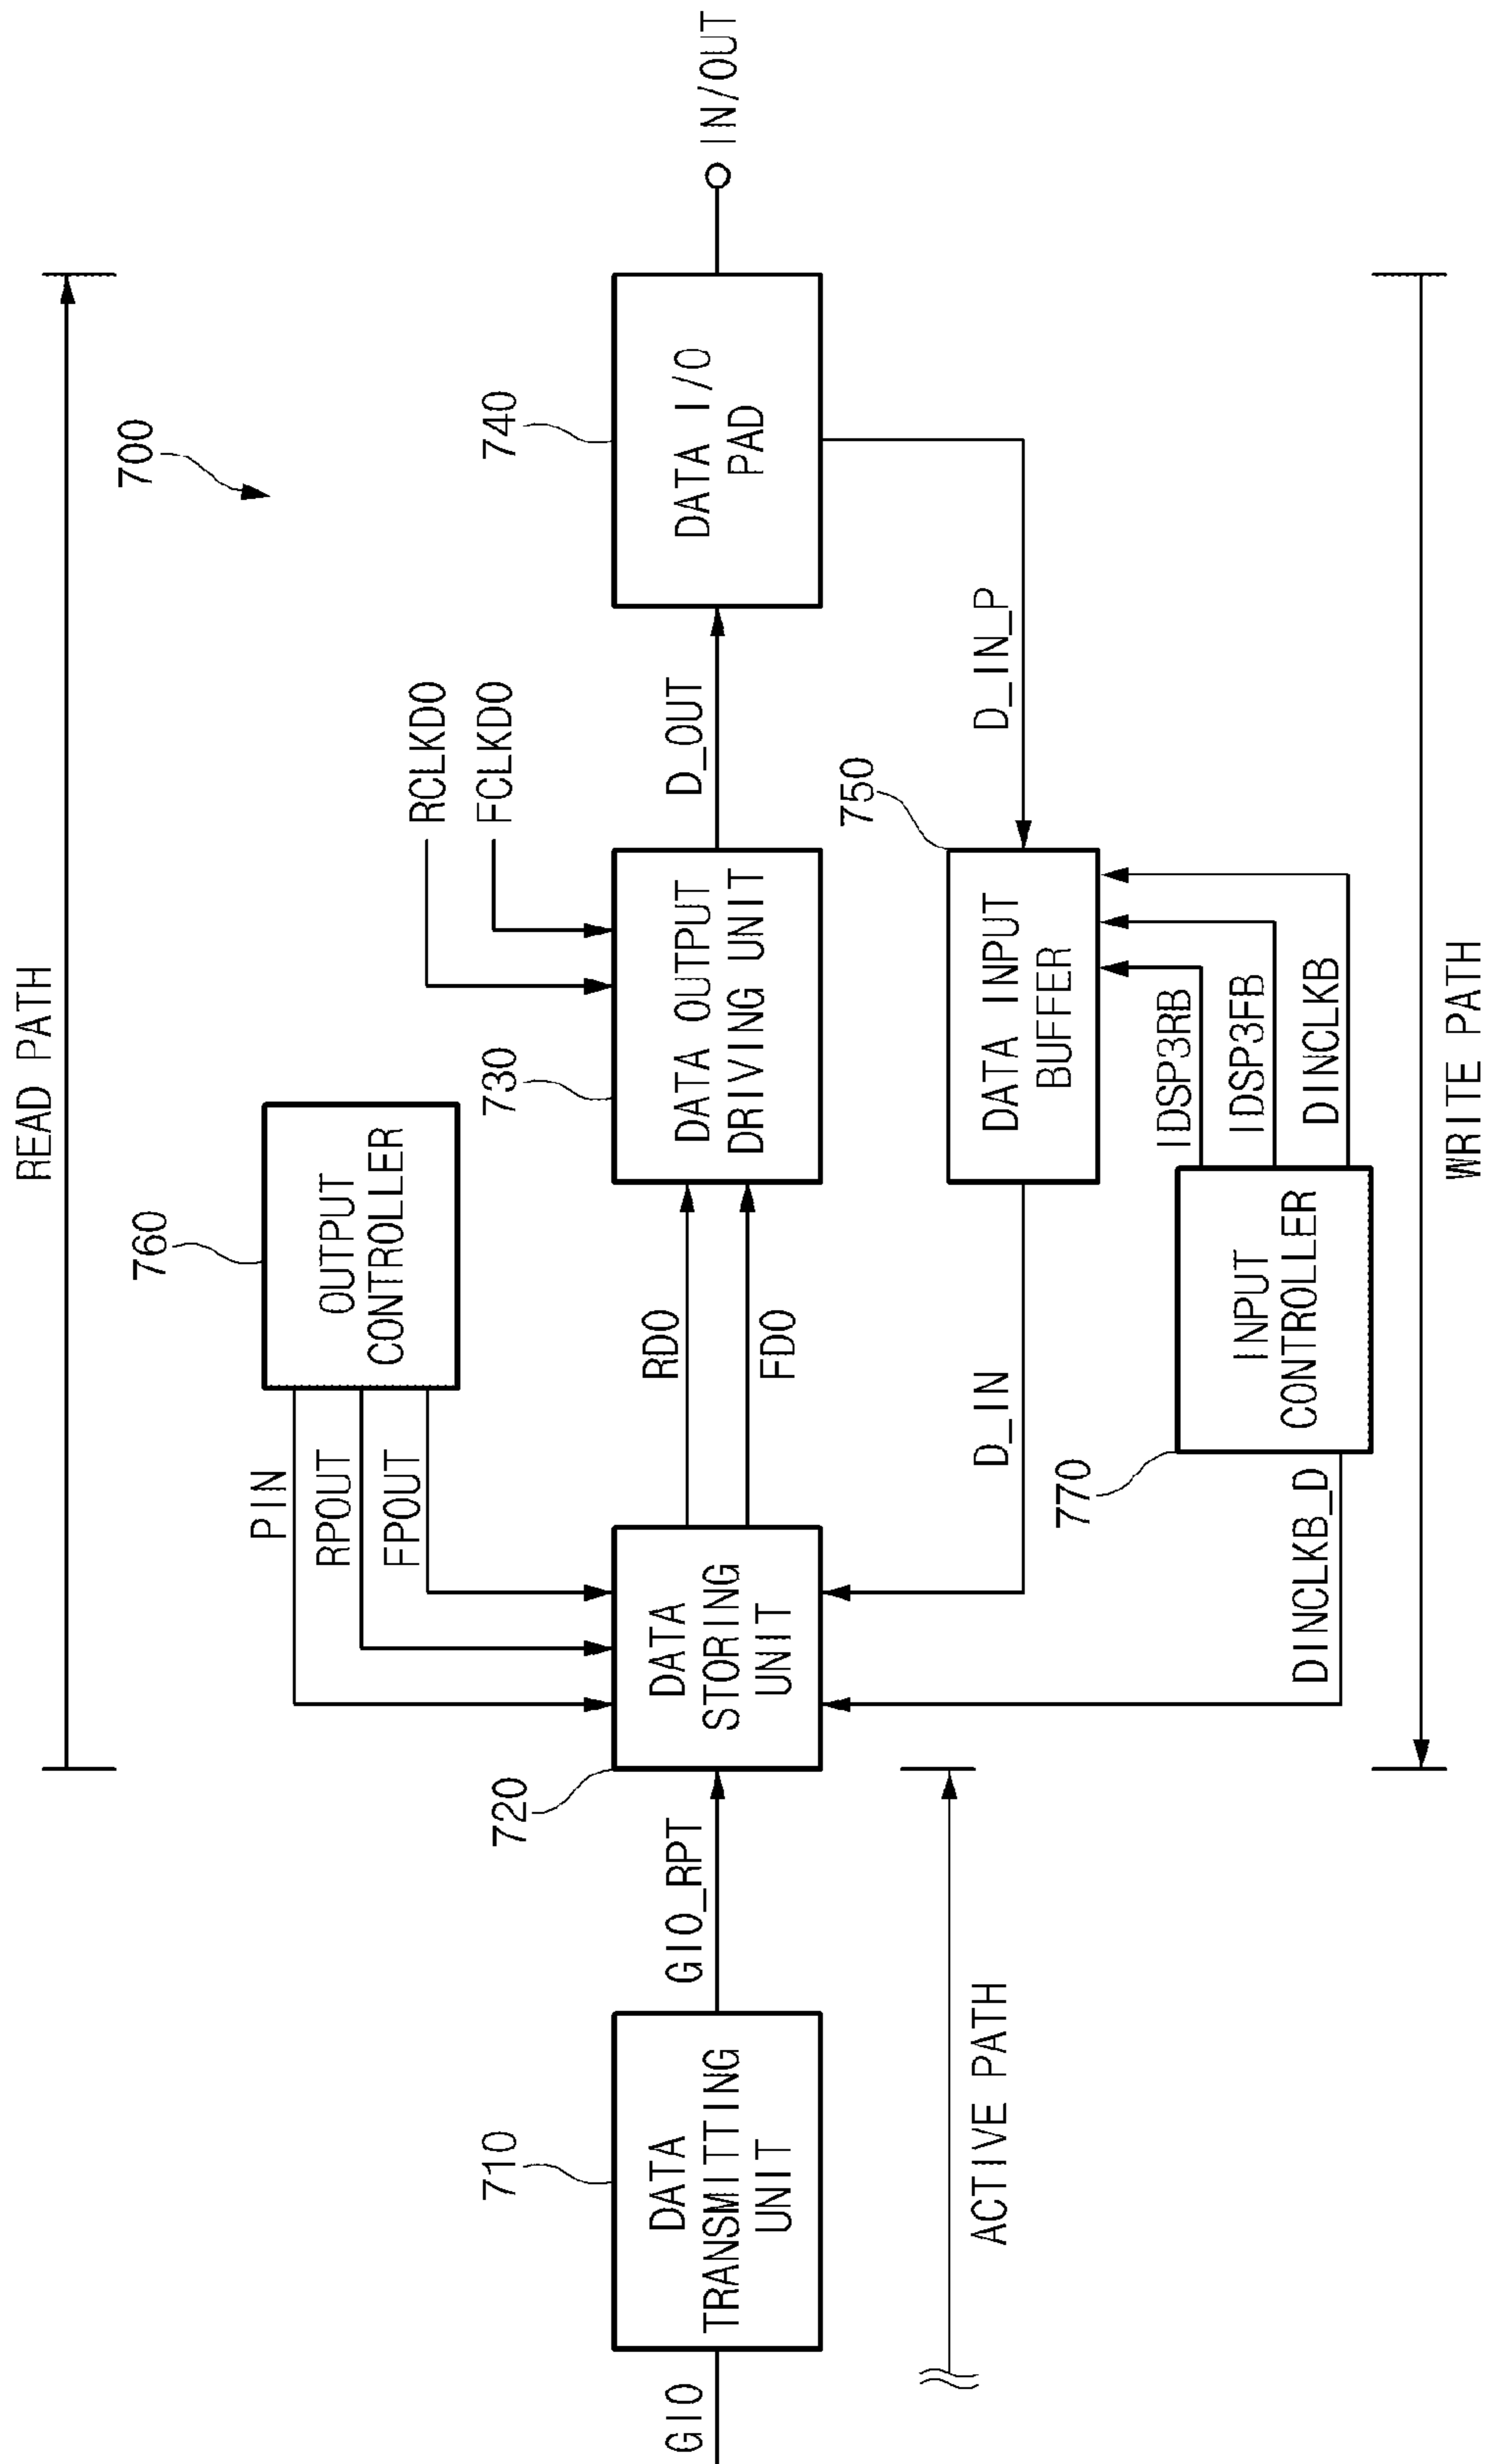 READ PATH
700
760
OUTPUT
CONTROLLER
PIN
RPOUT
FPOUT
RCLKDO
FCLKDO
710
720
730
740
GIO
DATA
TRANSMITTING
UNIT
GIO_RPT
DATA
STORING
UNIT
RDO
FDO
DATA OUTPUT
DRIVING UNIT
D_OUT
DATA I/O
PAD
IN/OUT
750
D_IN
DATA INPUT
BUFFER
D_IN_P
ACTIVE PATH
770
IDSP3RB
IDSP3FB
DINCLKB
INPUT
CONTROLLER
DINCLKB_D
WRITE PATH